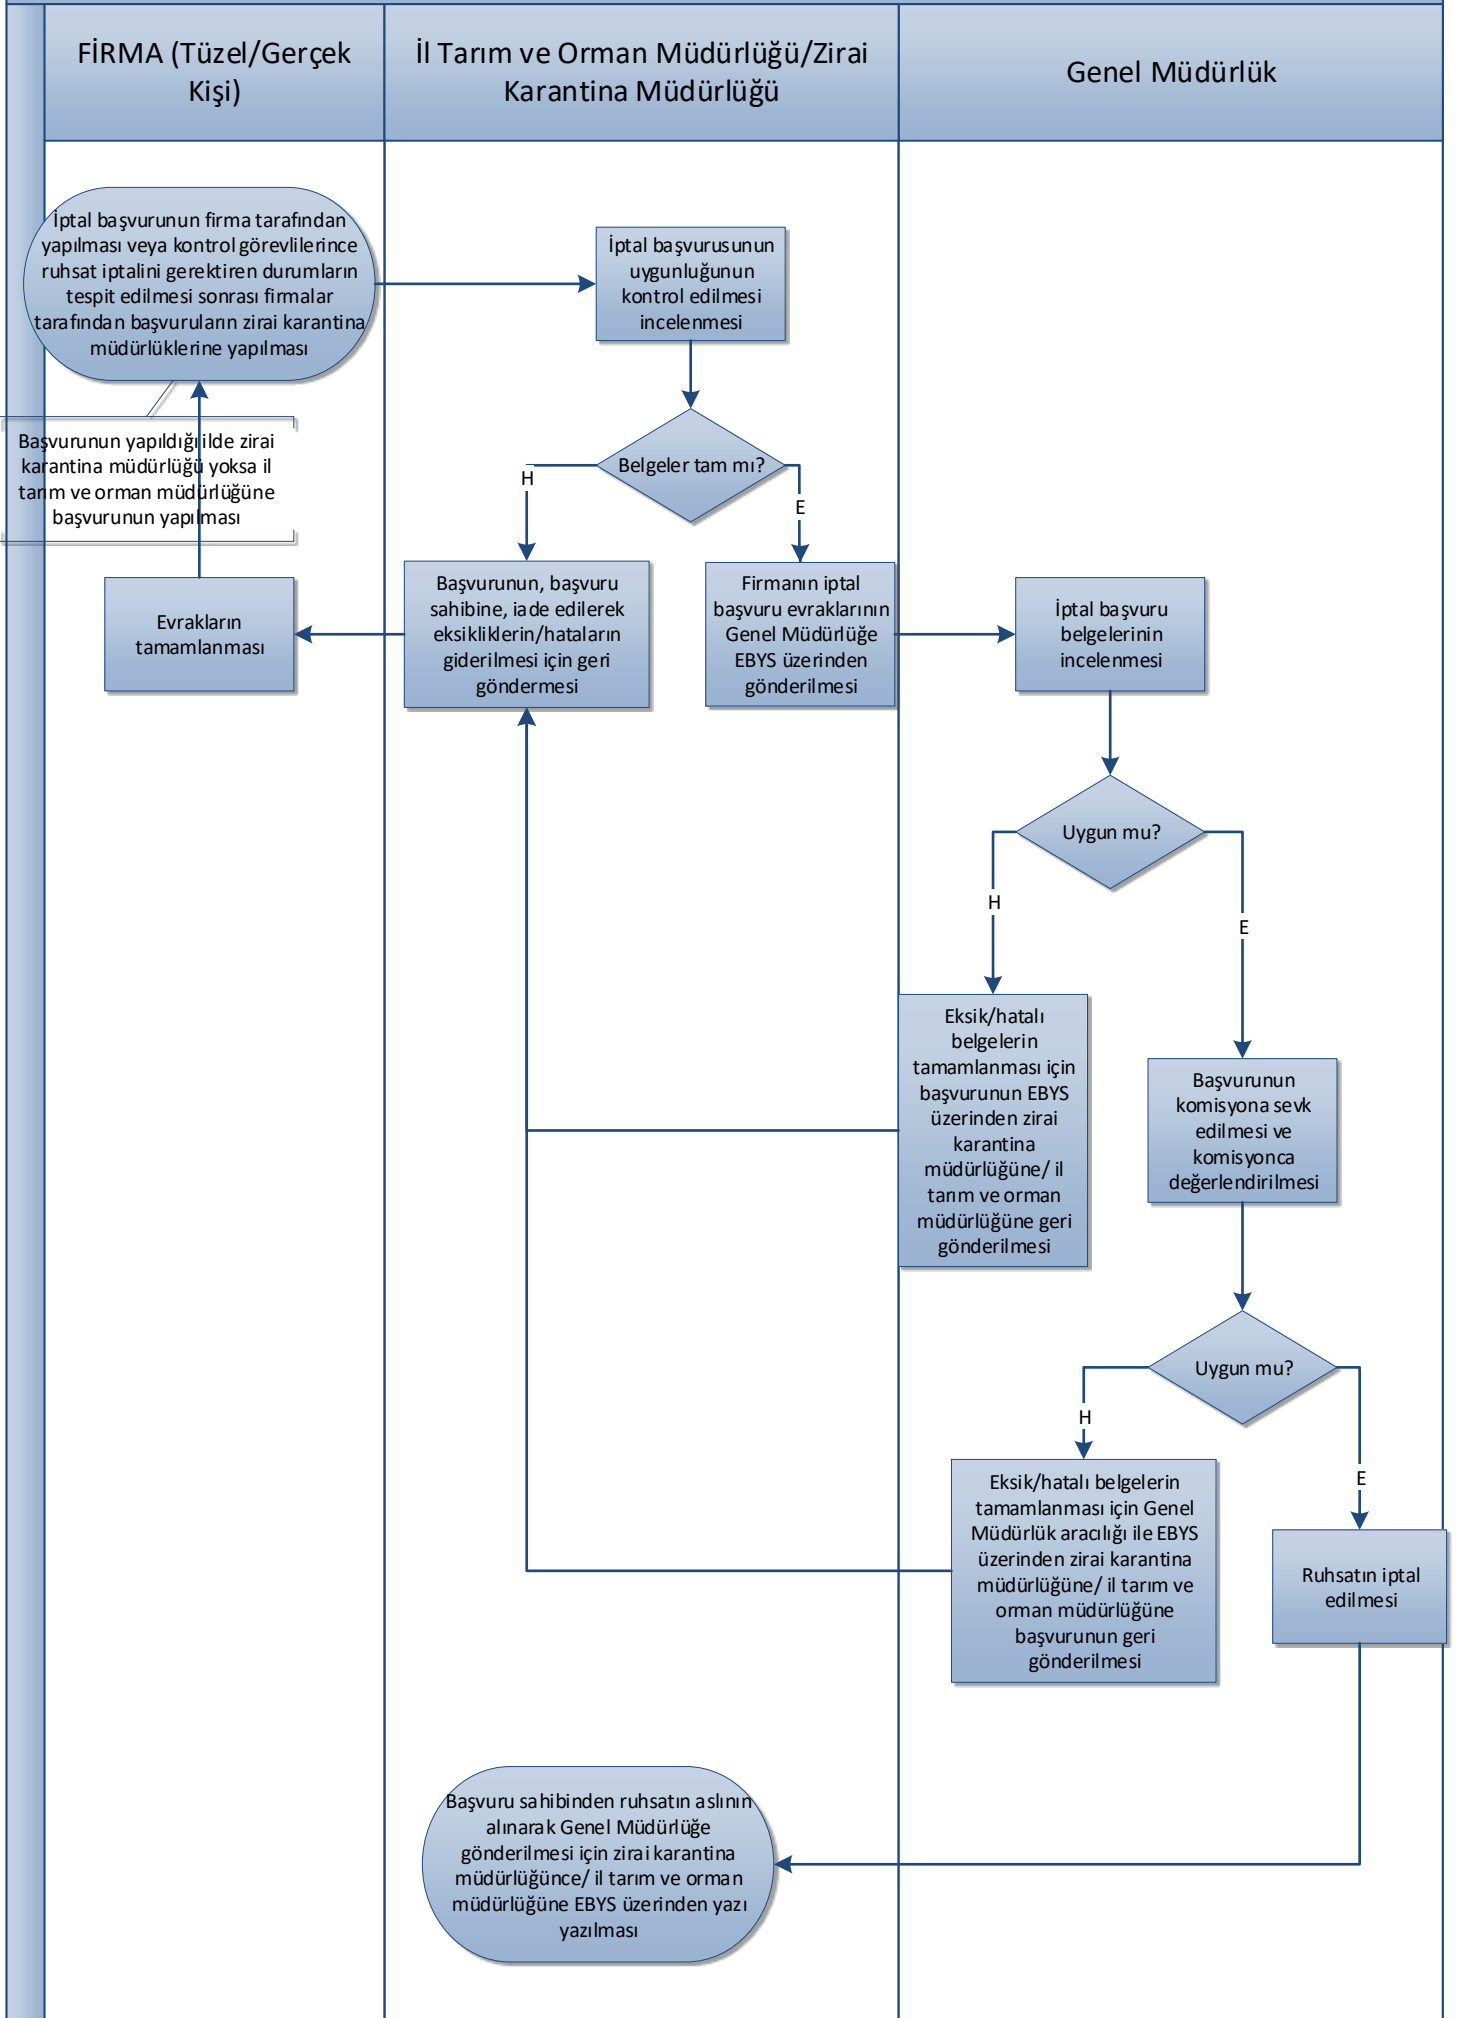 FİRMA (Tüzel/Gerçek
Kişi)
İl Tarım ve Orman Müdürlüğü/Zirai
Karantina Müdürlüğü
Genel Müdürlük
İptal başvurunun firma tarafından
yapılması veya kontrol görevlilerince
ruhsat iptalini gerektiren durumların
tespit edilmesi sonrası firmalar
tarafından başvuruların zirai karantina
müdürlüklerine yapılması
İptal başvurusunun
uygunluğunun
kontrol edilmesi
incelenmesi
Başvurunun yapıldığı ilde zirai
karantina müdürlüğü yoksa il
tarım ve orman müdürlüğüne
başvurunun yapılması
Belgeler tam mı?
H
E
Evrakların
tamamlanması
Başvurunun, başvuru
sahibine, iade edilerek
eksikliklerin/hataların
giderilmesi için geri
göndermesi
Firmanın iptal
başvuru evraklarının
Genel Müdürlüğe
EBYS üzerinden
gönderilmesi
İptal başvuru
belgelerinin
incelenmesi
Uygun mu?
H
E
Eksik/hatalı
belgelerin
tamamlanması için
başvurunun EBYS
üzerinden zirai
karantina
müdürlüğüne/ il
tarım ve orman
müdürlüğüne geri
gönderilmesi
Başvurunun
komisyona sevk
edilmesi ve
komisyonca
değerlendirilmesi
Uygun mu?
H
E
Eksik/hatalı belgelerin
tamamlanması için Genel
Müdürlük aracılığı ile EBYS
üzerinden zirai karantina
müdürlüğüne/ il tarım ve
orman müdürlüğüne
başvurunun geri
gönderilmesi
Ruhsatın iptal
edilmesi
Başvuru sahibinden ruhsatın aslının
alınarak Genel Müdürlüğe
gönderilmesi için zirai karantina
müdürlüğünce/ il tarım ve orman
müdürlüğüne EBYS üzerinden yazı
yazılması